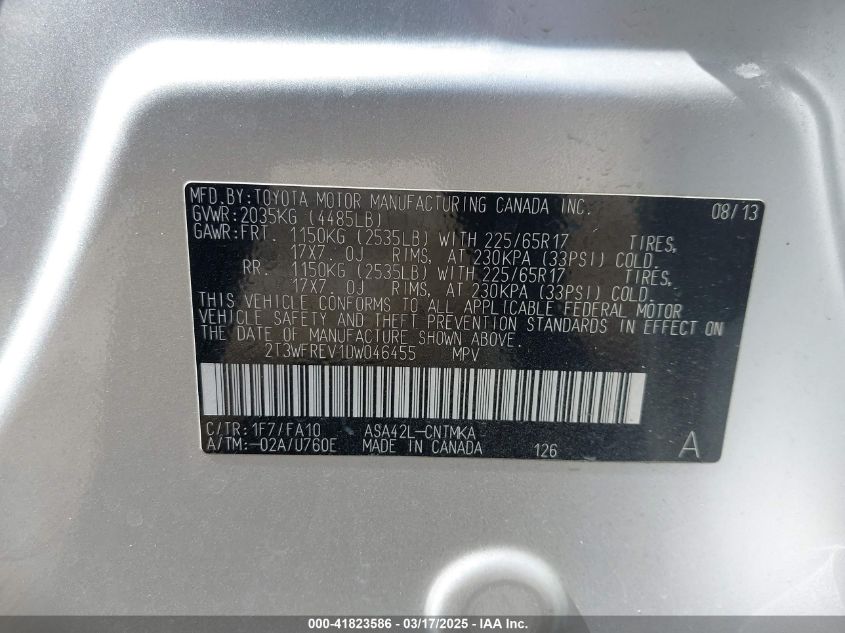 MFD.BY:TOYOTA MOTOR MANUFACTURING CANADA INC. 08/13
GVWR:2035KG (4485LB)
GAWR:FRT. 1150KG (2535LB) WITH 225/65R17 TIRES,
17X7.0J RIMS, AT 230KPA (33PSI) COLD.
RR. 1150KG (2535LB) WITH 225/65R17 TIRES,
17X7.0J RIMS, AT 230KPA (33PSI) COLD.
THIS VEHICLE CONFORMS TO ALL APPLICABLE FEDERAL MOTOR
VEHICLE SAFETY AND THEFT PREVENTION STANDARDS IN EFFECT ON
THE DATE OF MANUFACTURE SHOWN ABOVE.
2T3WFREV1DW046455 MPV
C/TR:1F7/FA10 ASA42L-CNTMKA
A/TM:-02A/U760E MADE IN CANADA 126 A
000-41823586 - 03/17/2025 - IAA Inc.